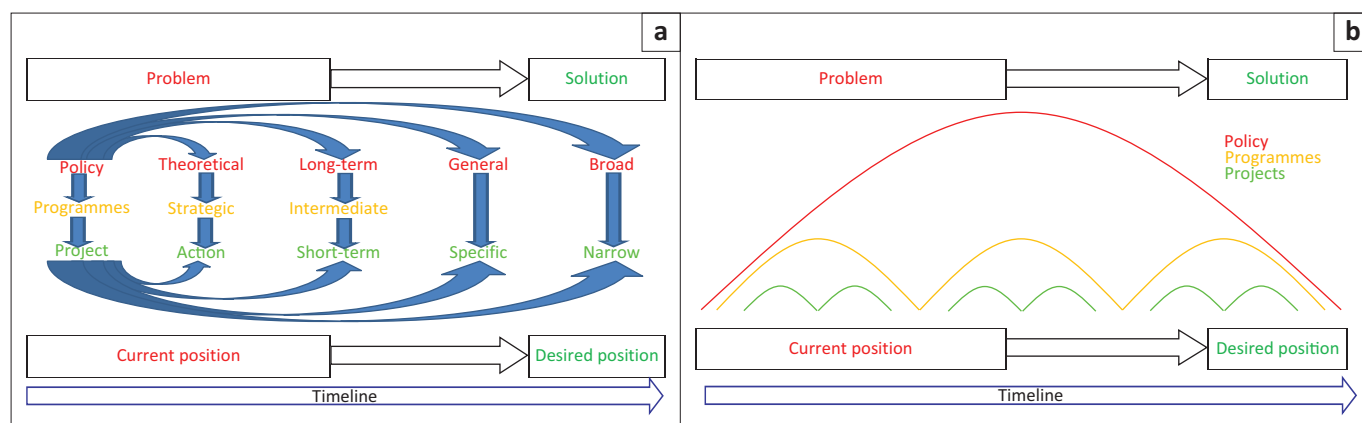 a
Problem
Solution
Policy Theoretical Long-term General Broad
Programmes Strategic Intermediate
Project Action Short-term Specific Narrow
Current position
Desired position
Timeline
b
Problem
Solution
Policy
Programmes
Projects
Current position
Desired position
Timeline